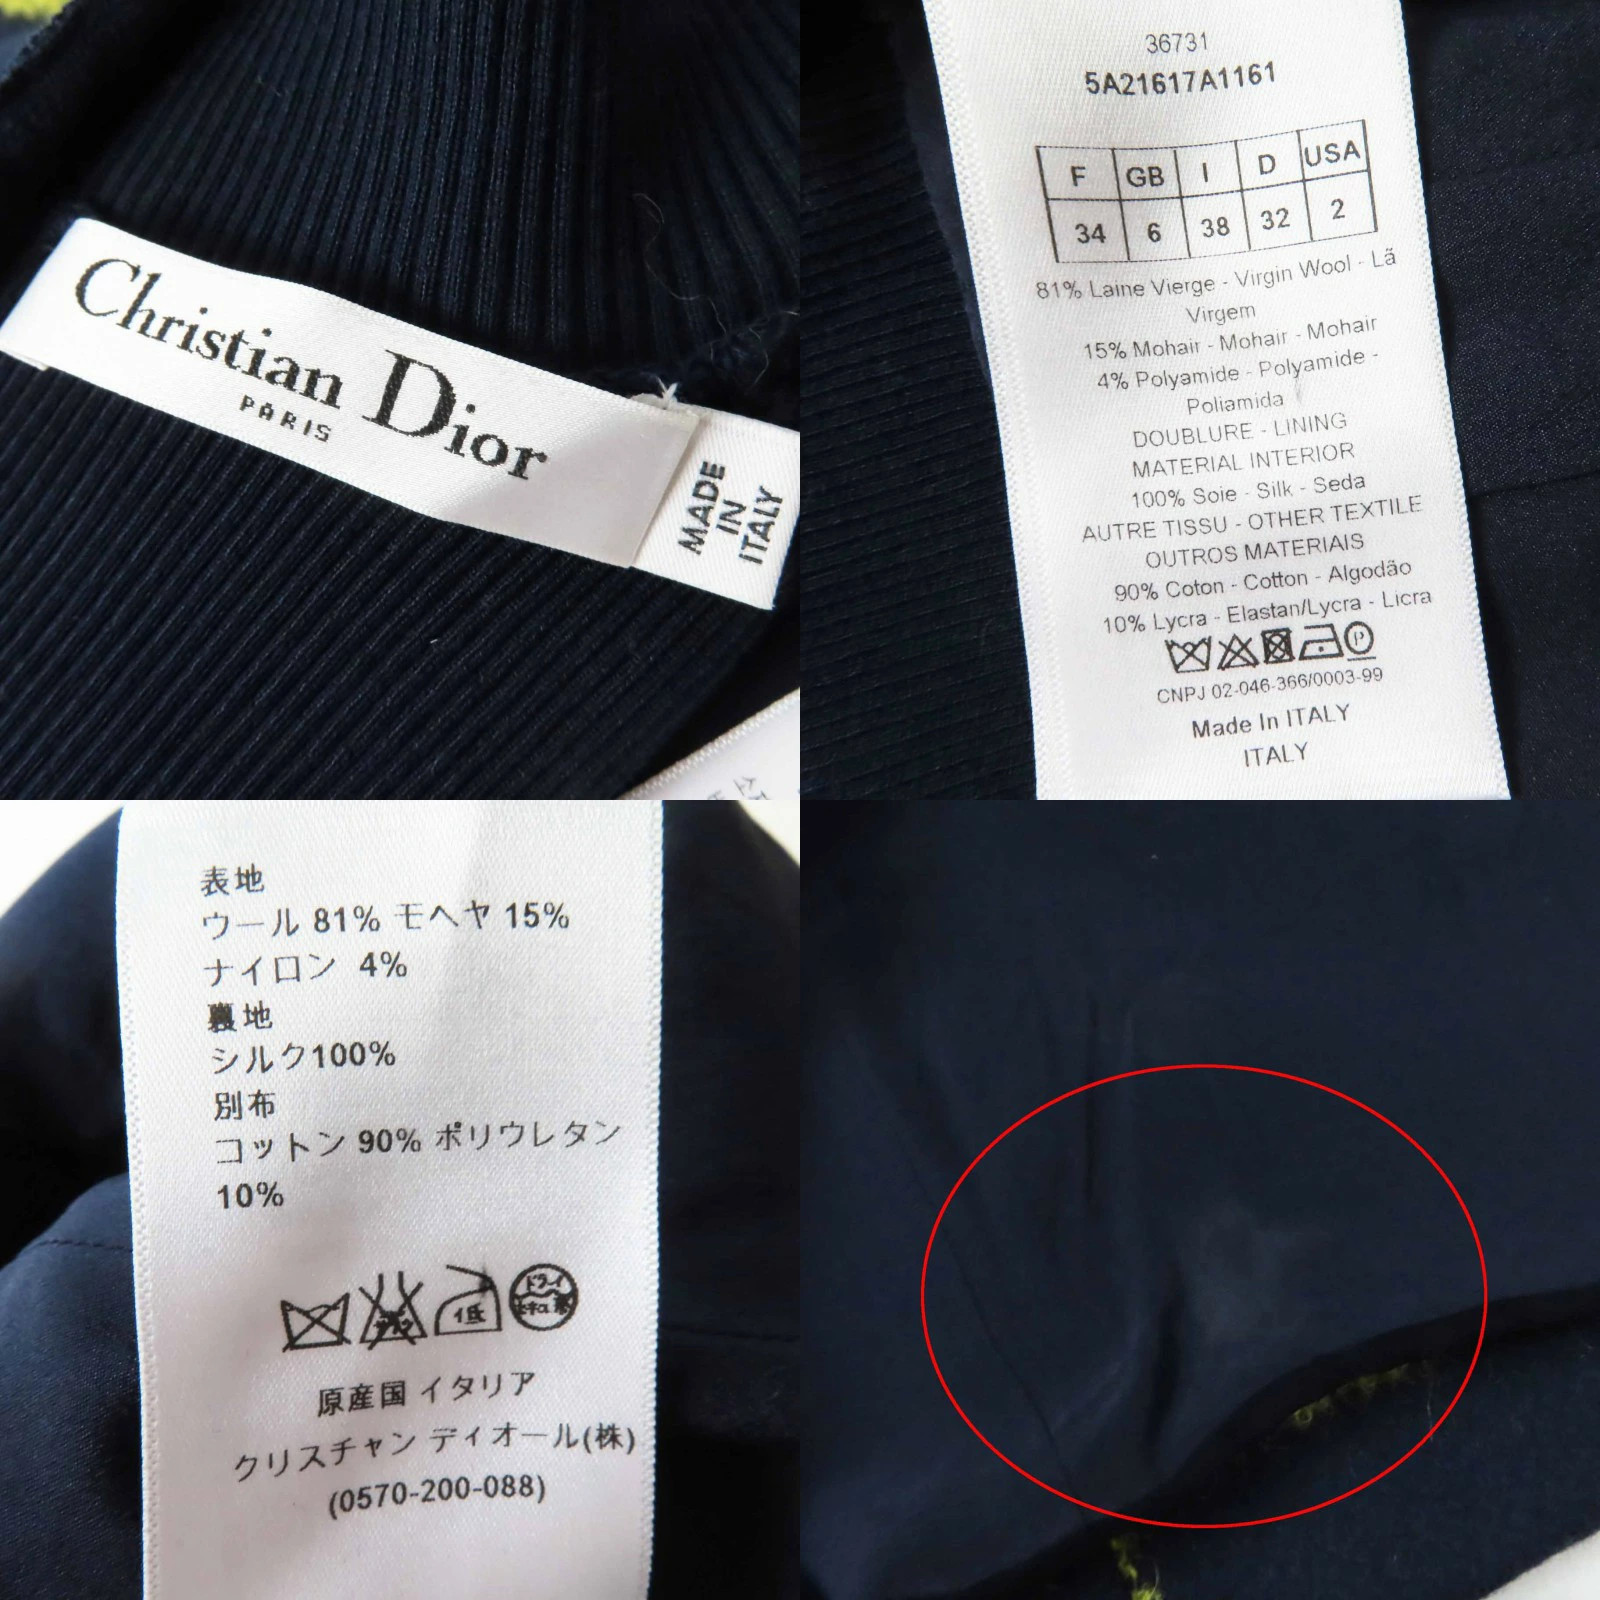 Christian Dior
PARIS
MADE
IN
ITALY
36731
5A21617A1161
F GB I D USA
34 6 38 32 2
81% Laine Vierge - Virgin Wool - Lã
Virgem
15% Mohair - Mohair - Mohair
4% Polyamide - Polyamide -
Poliamida
DOUBLURE - LINING
MATERIAL INTERIOR
100% Soie - Silk - Seda
AUTRE TISSU - OTHER TEXTILE
OUTROS MATERIAIS
90% Coton - Cotton - Algodão
10% Lycra - Elastan/Lycra - Licra
P
CNPJ 02-046-366/0003-99
Made In ITALY
ITALY
表地
ウール 81% モヘヤ 15%
ナイロン 4%
裏地
シルク100%
別布
コットン 90% ポリウレタン
10%
低 ドライ
原産国 イタリア
クリスチャン ディオール(株)
(0570-200-088)